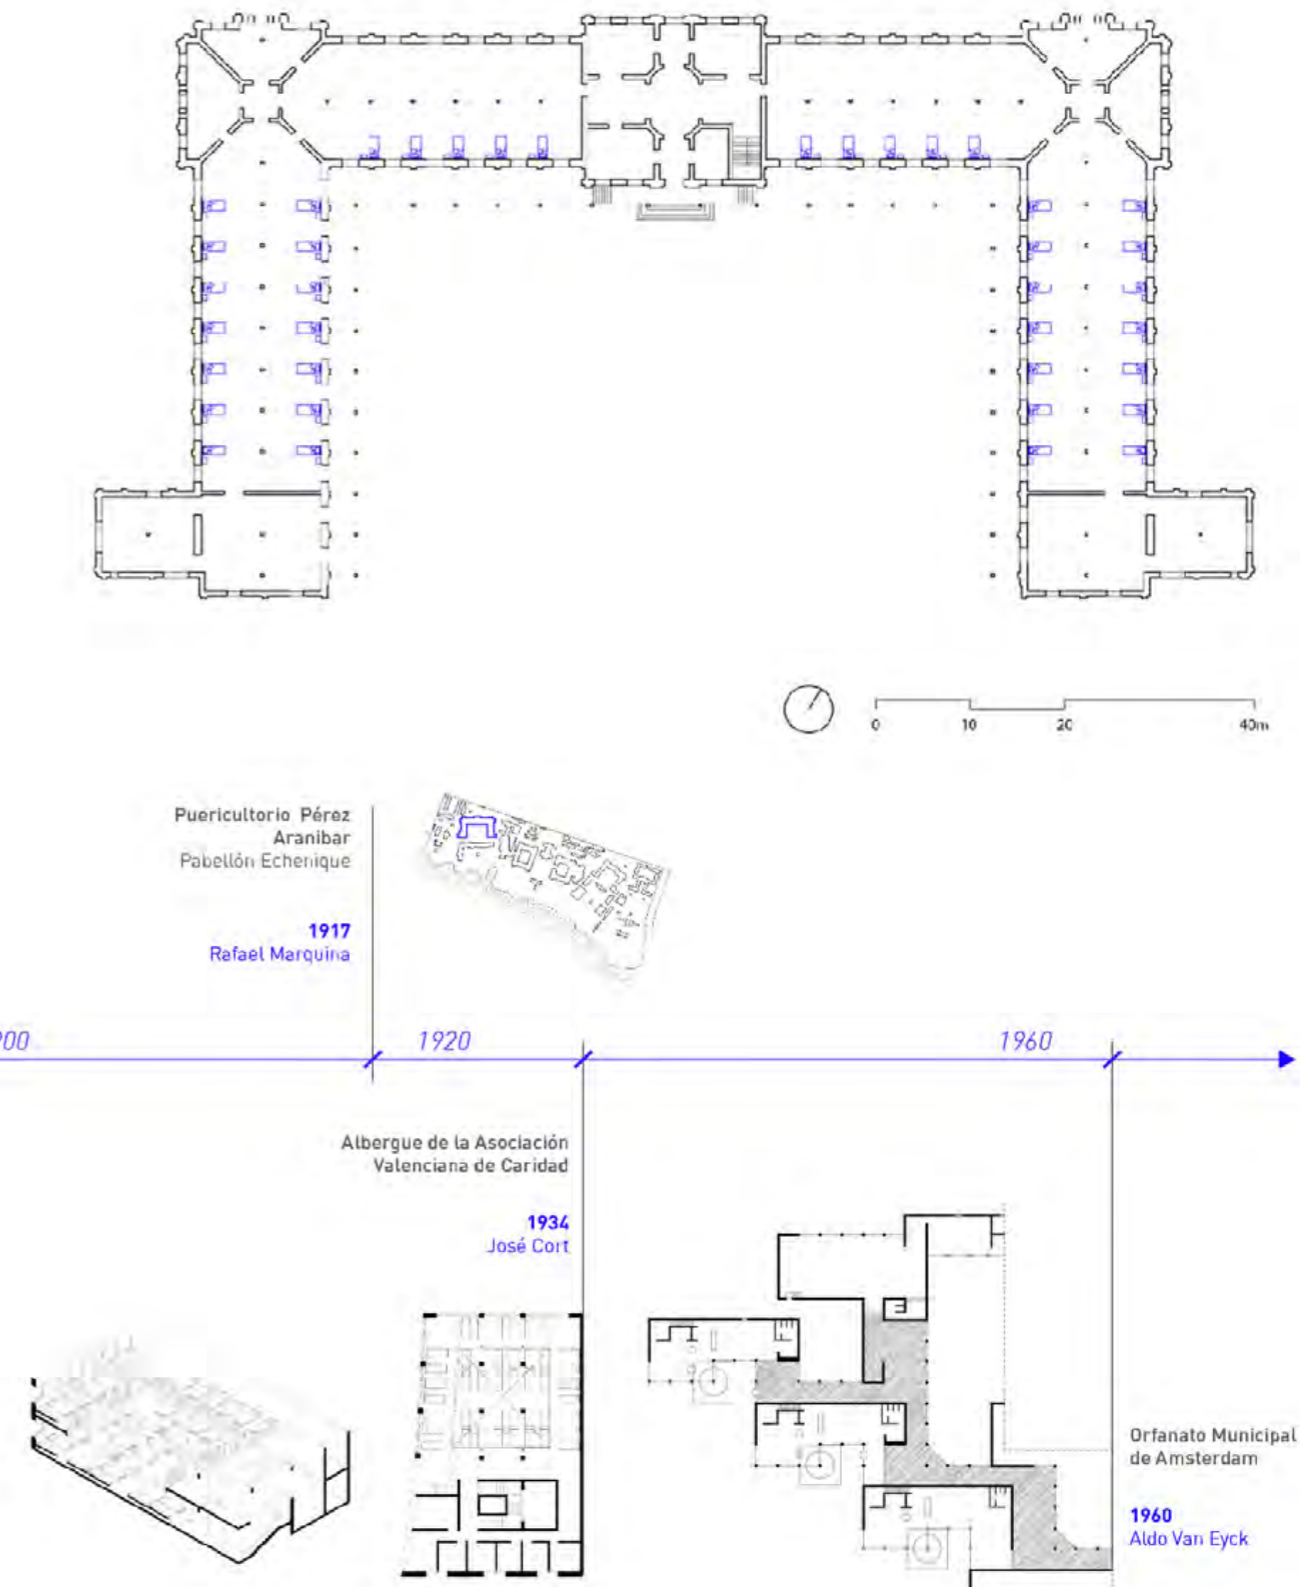 0 10 20 40m
Puericultorio Pérez
Aranibar
Pabellón Echenique
1917
Rafael Marquina
1920
1960
Albergue de la Asociación
Valenciana de Caridad
1934
José Cort
Orfanato Municipal
de Amsterdam
1960
Aldo Van Eyck